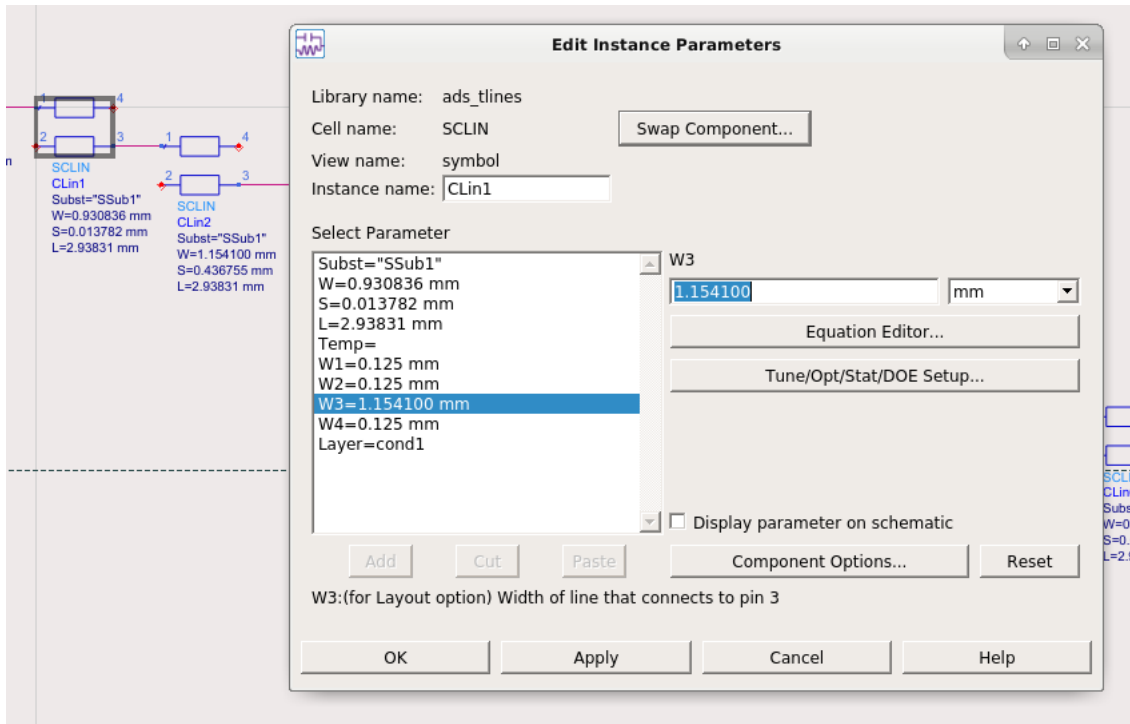 Edit Instance Parameters
Library name: ads_tlines
Cell name: SCLIN
Swap Component...
View name: symbol
Instance name: CLin1
Select Parameter
Subst="SSub1"
W=0.930836 mm
S=0.013782 mm
L=2.93831 mm
Temp=
W1=0.125 mm
W2=0.125 mm
W3=1.154100 mm
W4=0.125 mm
Layer=cond1
W3
1.154100
mm
Equation Editor...
Tune/Opt/Stat/DOE Setup...
Display parameter on schematic
Add
Cut
Paste
Component Options...
Reset
W3:(for Layout option) Width of line that connects to pin 3
OK
Apply
Cancel
Help
1
4
2
3
SCLIN
CLin1
Subst="SSub1"
W=0.930836 mm
S=0.013782 mm
L=2.93831 mm
1
4
2
3
SCLIN
CLin2
Subst="SSub1"
W=1.154100 mm
S=0.436755 mm
L=2.93831 mm